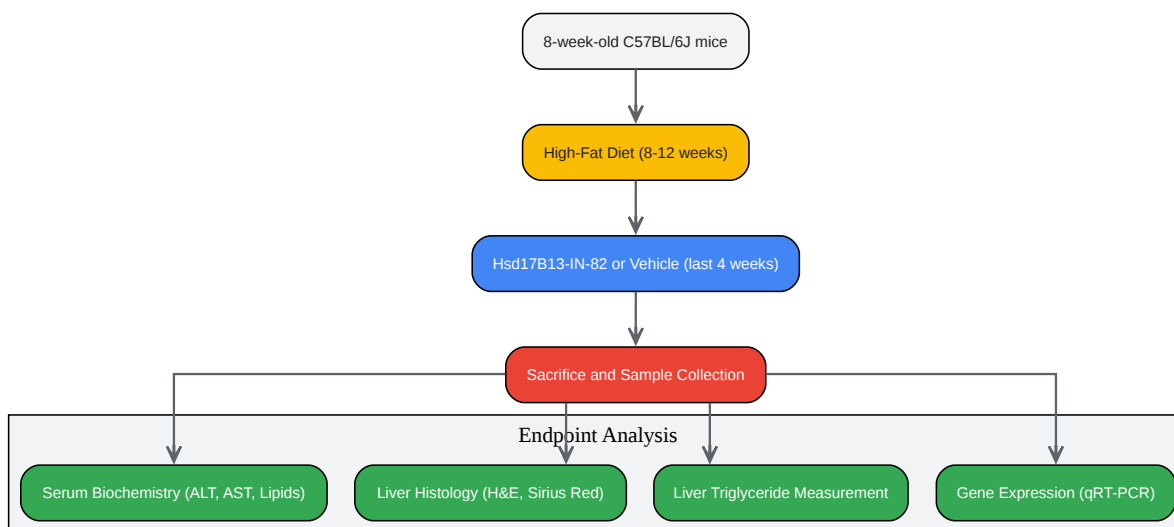 8-week-old C57BL/6J mice
High-Fat Diet (8-12 weeks)
Hsd17B13-IN-82 or Vehicle (last 4 weeks)
Sacrifice and Sample Collection
Endpoint Analysis
Serum Biochemistry (ALT, AST, Lipids)
Liver Histology (H&E, Sirius Red)
Liver Triglyceride Measurement
Gene Expression (qRT-PCR)